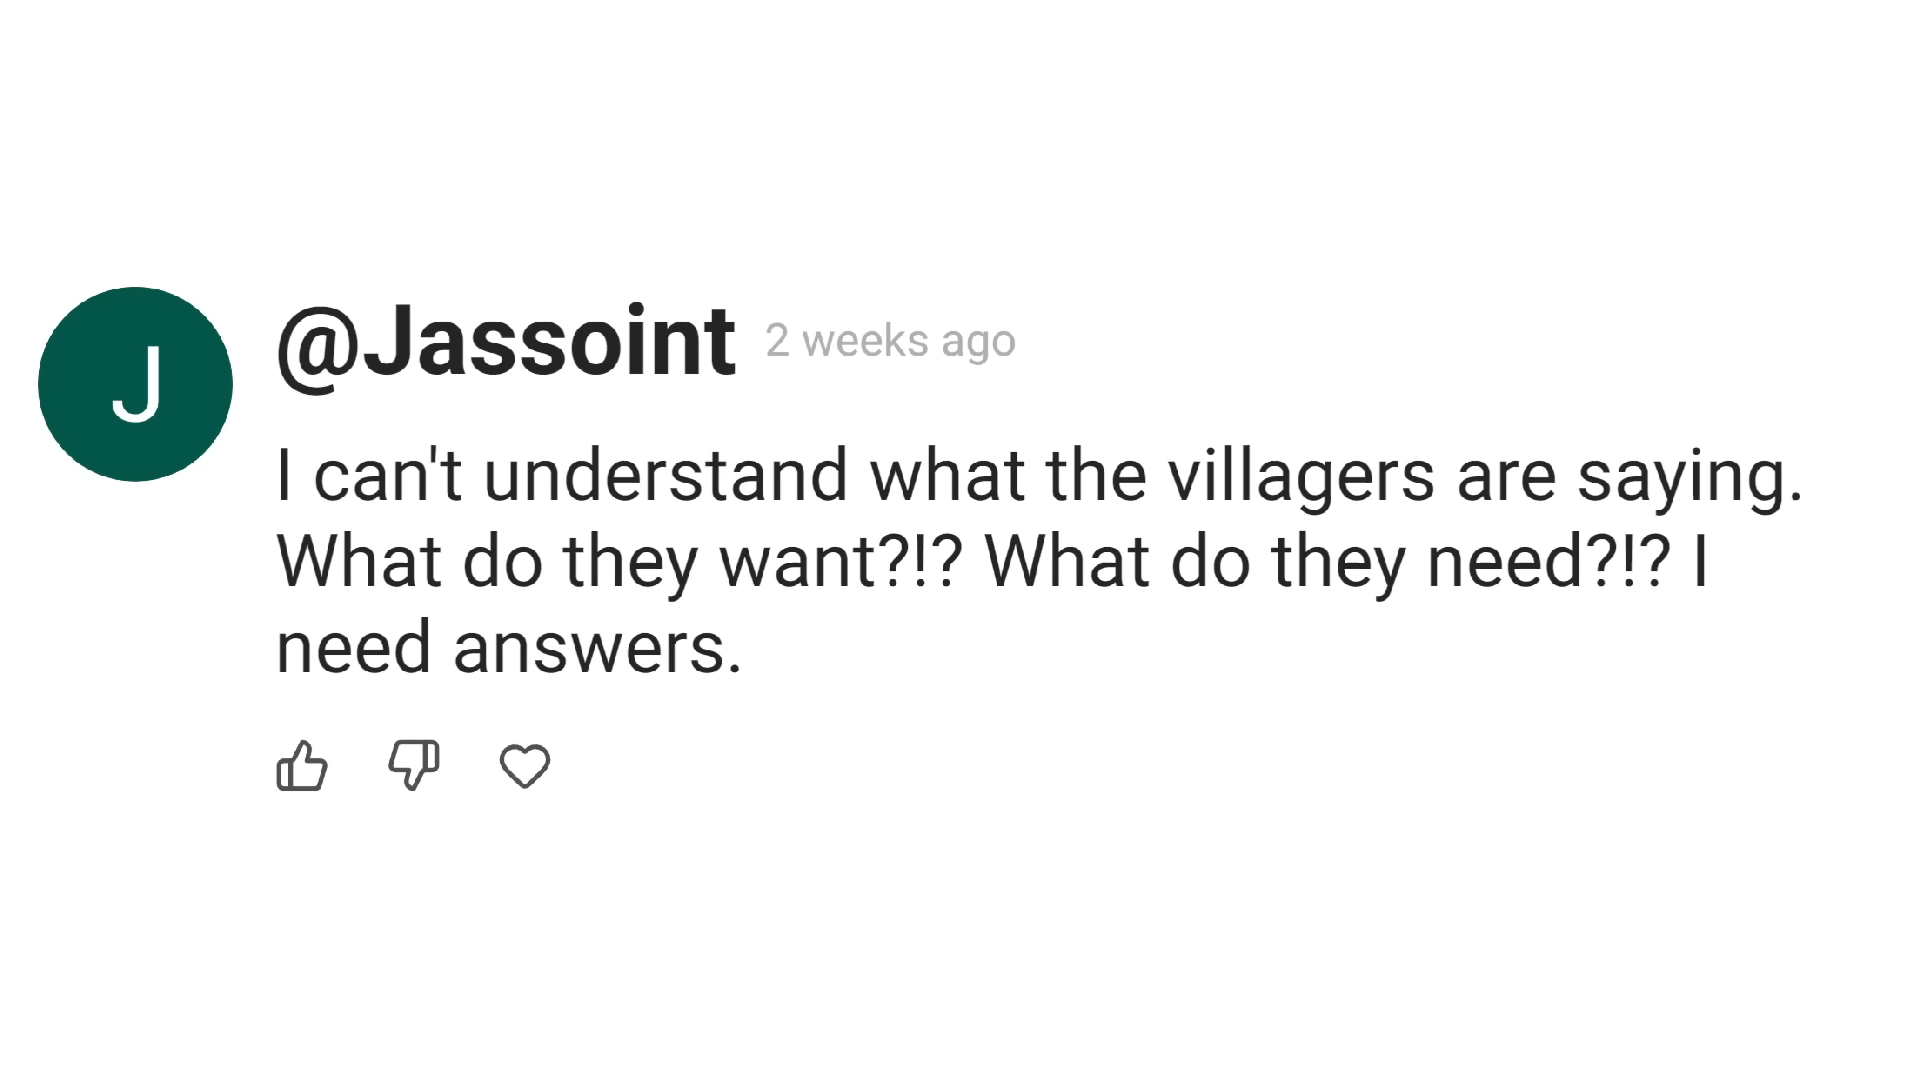 J
@Jassoint 2 weeks ago
I can't understand what the villagers are saying.
What do they want?!? What do they need?!? I
need answers.